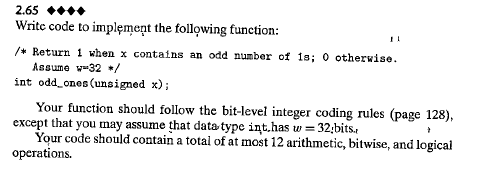 2.65 ◆◆◆◆
Write code to implement the following function:
/* Return 1 when x contains an odd number of 1s; 0 otherwise.
Assume w=32 */
int odd_ones(unsigned x);
Your function should follow the bit-level integer coding rules (page 128),
except that you may assume that data type int has w = 32 bits.
Your code should contain a total of at most 12 arithmetic, bitwise, and logical
operations.